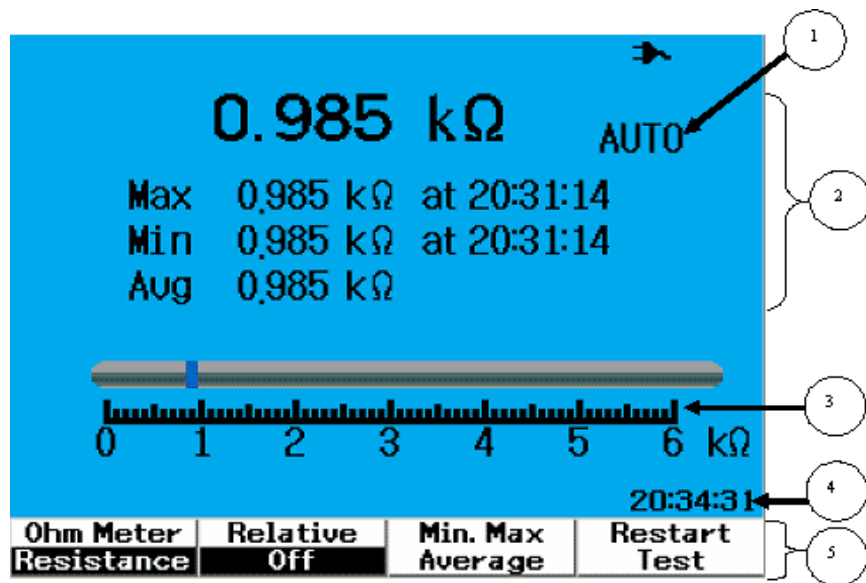 1
0.985 kΩ
AUTO
2
Max 0.985 kΩ at 20:31:14
Min 0.985 kΩ at 20:31:14
Avg 0.985 kΩ
3
0 1 2 3 4 5 6 kΩ
4
20:34:31
Ohm Meter Relative Min. Max Restart
Resistance Off Average Test
5